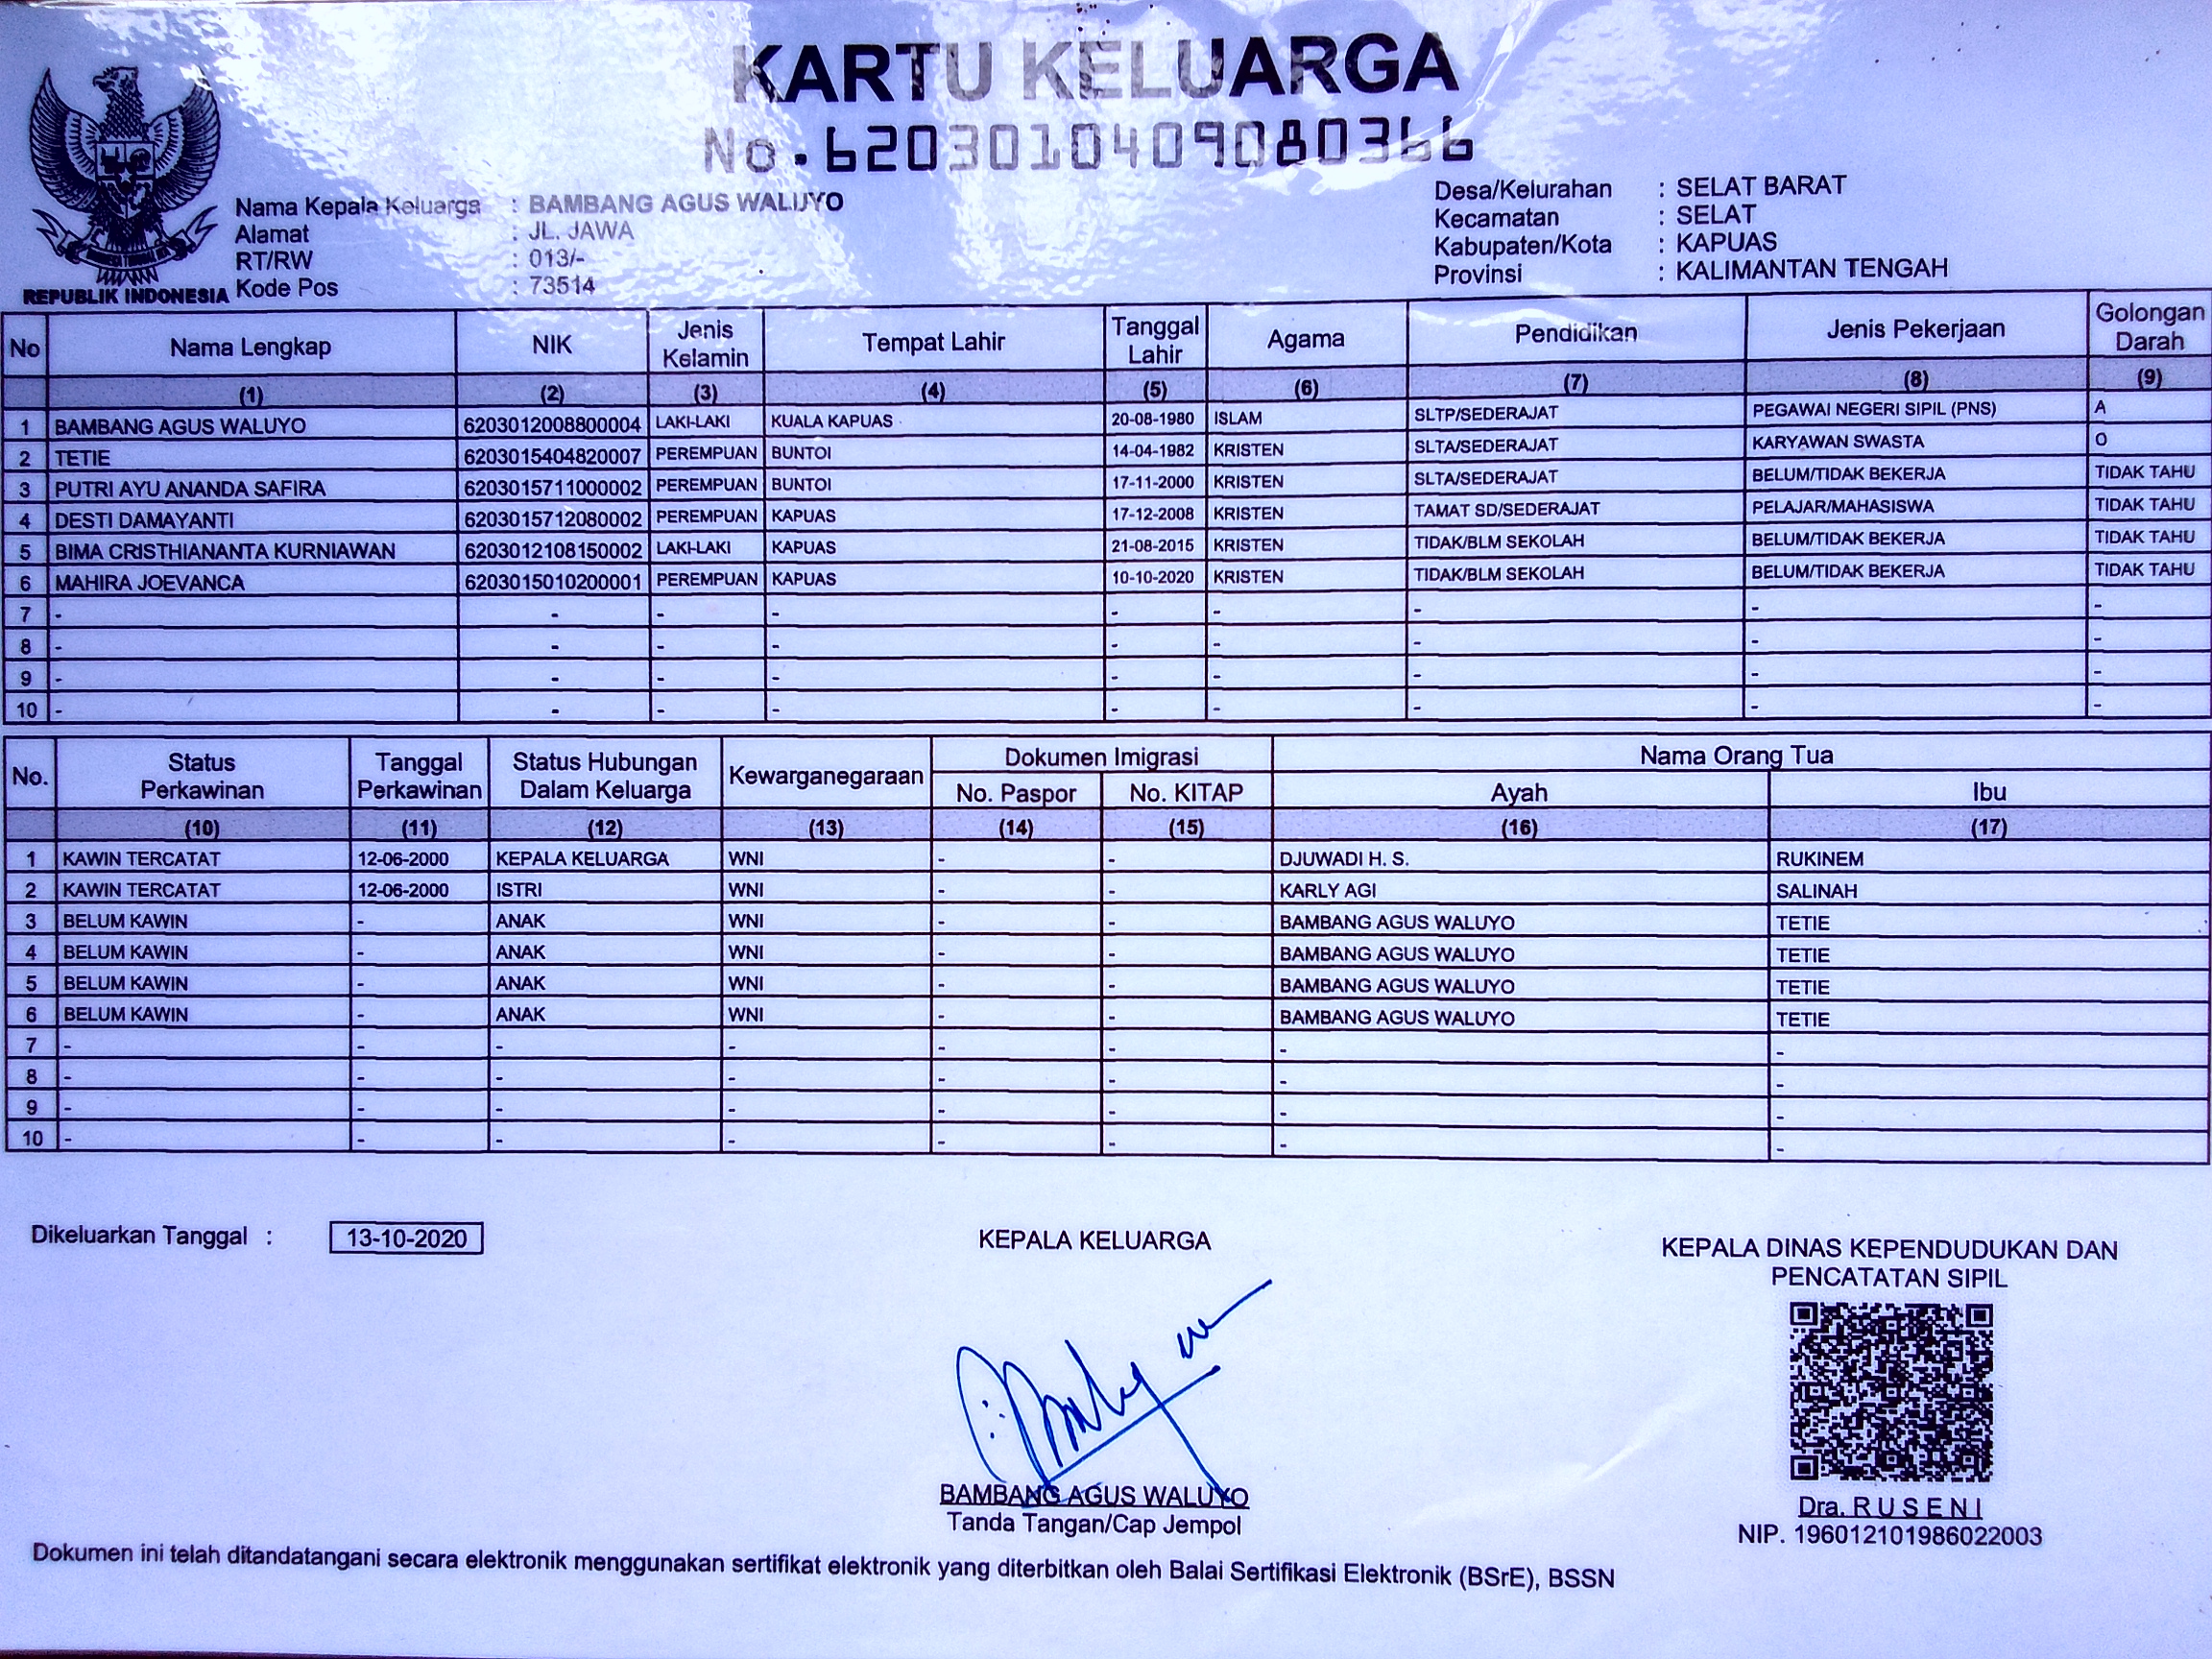 KARTU KELUARGA
No. 6203010409080366
REPUBLIK INDONESIA
Nama Kepala Keluarga : BAMBANG AGUS WALUYO
Alamat : JL. JAWA
RT/RW : 013/-
Kode Pos : 73514
Desa/Kelurahan : SELAT BARAT
Kecamatan : SELAT
Kabupaten/Kota : KAPUAS
Provinsi : KALIMANTAN TENGAH
No Nama Lengkap NIK Jenis Kelamin Tempat Lahir Tanggal Lahir Agama Pendidikan Jenis Pekerjaan Golongan Darah
(1) (2) (3) (4) (5) (6) (7) (8) (9)
1 BAMBANG AGUS WALUYO 6203012008800004 LAKI-LAKI KUALA KAPUAS 20-08-1980 ISLAM SLTP/SEDERAJAT PEGAWAI NEGERI SIPIL (PNS) A
2 TETIE 6203015404820007 PEREMPUAN BUNTOI 14-04-1982 KRISTEN SLTA/SEDERAJAT KARYAWAN SWASTA O
3 PUTRI AYU ANANDA SAFIRA 6203015711000002 PEREMPUAN BUNTOI 17-11-2000 KRISTEN SLTA/SEDERAJAT BELUM/TIDAK BEKERJA TIDAK TAHU
4 DESTI DAMAYANTI 6203015712080002 PEREMPUAN KAPUAS 17-12-2008 KRISTEN TAMAT SD/SEDERAJAT PELAJAR/MAHASISWA TIDAK TAHU
5 BIMA CRISTHIANANTA KURNIAWAN 6203012108150002 LAKI-LAKI KAPUAS 21-08-2015 KRISTEN TIDAK/BLM SEKOLAH BELUM/TIDAK BEKERJA TIDAK TAHU
6 MAHIRA JOEVANCA 6203015010200001 PEREMPUAN KAPUAS 10-10-2020 KRISTEN TIDAK/BLM SEKOLAH BELUM/TIDAK BEKERJA TIDAK TAHU
7 - - - - - - - - -
8 - - - - - - - - -
9 - - - - - - - - -
10 - - - - - - - - -
No. Status Perkawinan Tanggal Perkawinan Status Hubungan Dalam Keluarga Kewarganegaraan Dokumen Imigrasi Nama Orang Tua
No. Paspor No. KITAP Ayah Ibu
(10) (11) (12) (13) (14) (15) (16) (17)
1 KAWIN TERCATAT 12-06-2000 KEPALA KELUARGA WNI - - DJUWADI H. S. RUKINEM
2 KAWIN TERCATAT 12-06-2000 ISTRI WNI - - KARLY AGI SALINAH
3 BELUM KAWIN - ANAK WNI - - BAMBANG AGUS WALUYO TETIE
4 BELUM KAWIN - ANAK WNI - - BAMBANG AGUS WALUYO TETIE
5 BELUM KAWIN - ANAK WNI - - BAMBANG AGUS WALUYO TETIE
6 BELUM KAWIN - ANAK WNI - - BAMBANG AGUS WALUYO TETIE
7 - - - - - - - -
8 - - - - - - - -
9 - - - - - - - -
10 - - - - - - - -
Dikeluarkan Tanggal : 13-10-2020
KEPALA KELUARGA
BAMBANG AGUS WALUYO
Tanda Tangan/Cap Jempol
KEPALA DINAS KEPENDUDUKAN DAN
PENCATATAN SIPIL
Dra. R U S E N I
NIP. 196012101986022003
Dokumen ini telah ditandatangani secara elektronik menggunakan sertifikat elektronik yang diterbitkan oleh Balai Sertifikasi Elektronik (BSrE), BSSN